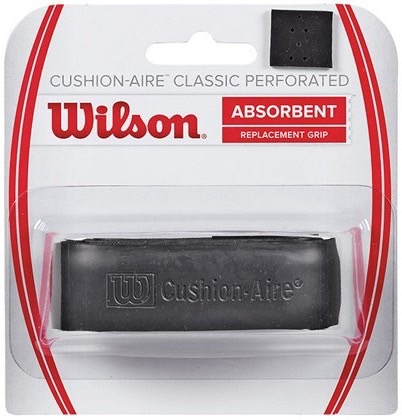 CUSHION-AIRE™ CLASSIC PERFORATED
Wilson®
ABSORBENT
REPLACEMENT GRIP
W Cushion-Aire®